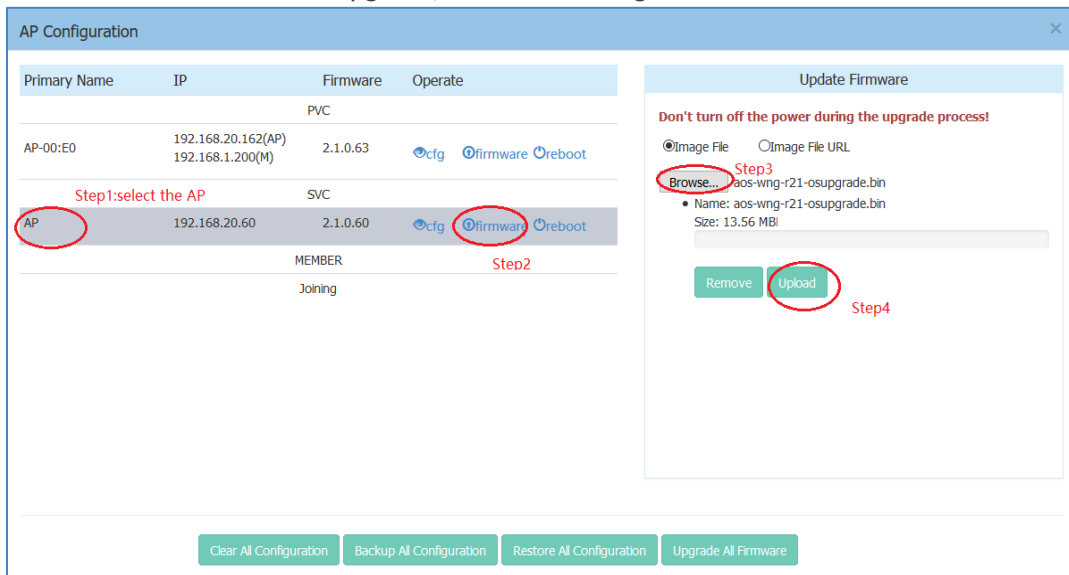 AP Configuration ×
Primary Name IP Firmware Operate
PVC
AP-00:E0 192.168.20.162(AP) 2.1.0.63 cfg firmware reboot
192.168.1.200(M)
Step1:select the AP SVC
AP 192.168.20.60 2.1.0.60 cfg firmware reboot
MEMBER Step2
Joining
Update Firmware
Don't turn off the power during the upgrade process!
Image File Image File URL
Step3
Browse... aos-wng-r21-osupgrade.bin
• Name: aos-wng-r21-osupgrade.bin
Size: 13.56 MB
Remove Upload
Step4
Clear All Configuration Backup All Configuration Restore All Configuration Upgrade All Firmware